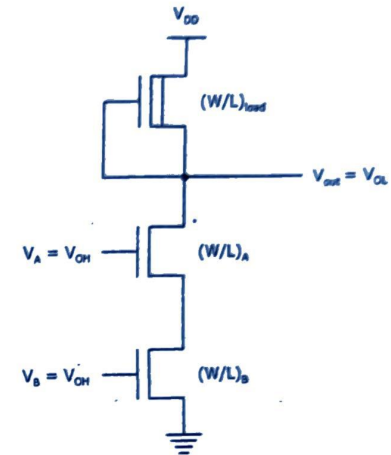 V_DD
(W/L)_load
V_out = V_OL
V_A = V_OH
(W/L)_A
V_B = V_OH
(W/L)_B